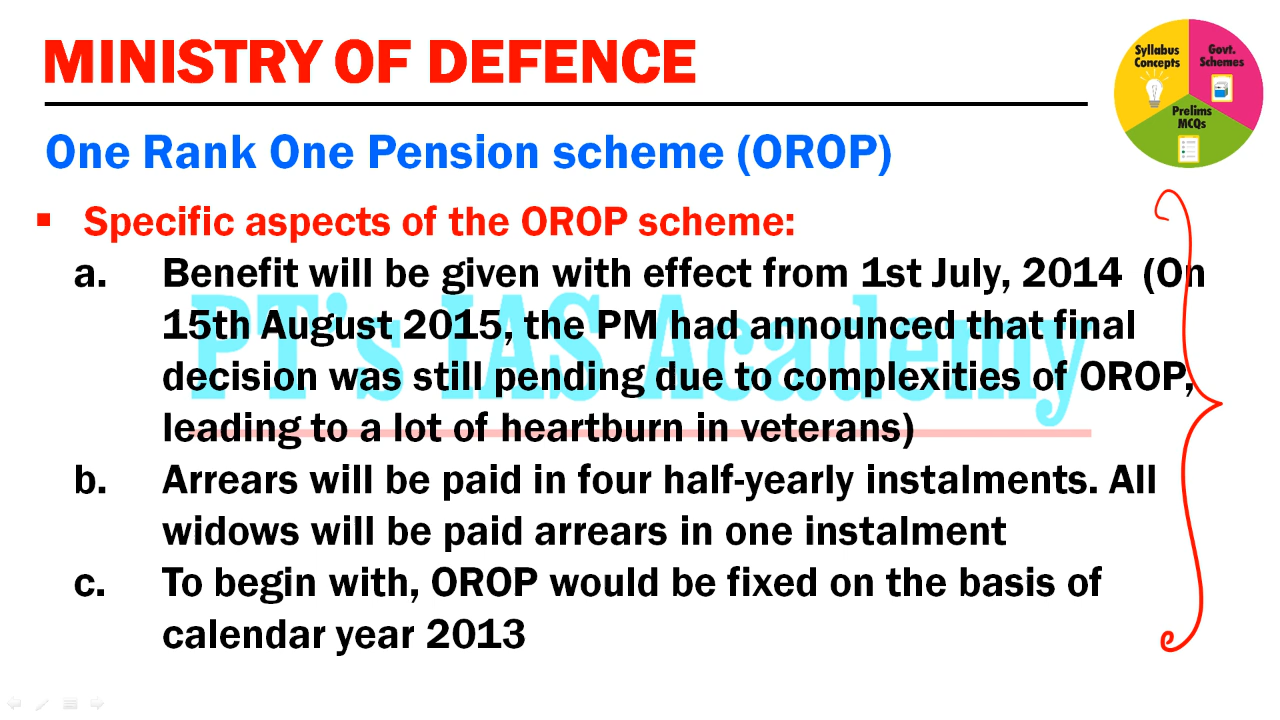 MINISTRY OF DEFENCE
Syllabus
Concepts
Govt.
Schemes
Prelims
MCQs
One Rank One Pension scheme (OROP)
▪ Specific aspects of the OROP scheme:
a. Benefit will be given with effect from 1st July, 2014 (On
15th August 2015, the PM had announced that final
decision was still pending due to complexities of OROP,
leading to a lot of heartburn in veterans)
b. Arrears will be paid in four half-yearly instalments. All
widows will be paid arrears in one instalment
c. To begin with, OROP would be fixed on the basis of
calendar year 2013
PT's IAS Academy